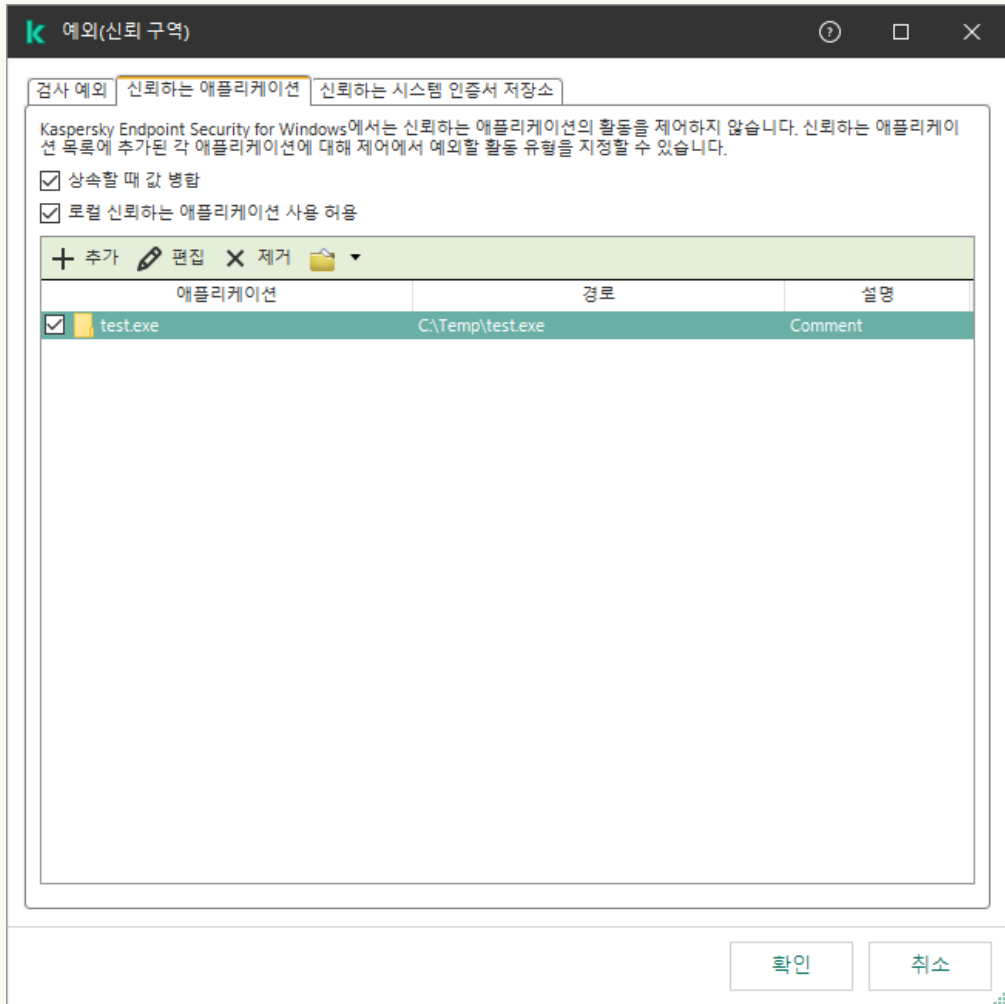 예외(신뢰 구역)
검사 예외 신뢰하는 애플리케이션 신뢰하는 시스템 인증서 저장소
Kaspersky Endpoint Security for Windows에서는 신뢰하는 애플리케이션의 활동을 제어하지 않습니다. 신뢰하는 애플리케이
션 목록에 추가된 각 애플리케이션에 대해 제어에서 예외할 활동 유형을 지정할 수 있습니다.
상속할 때 값 병합
로컬 신뢰하는 애플리케이션 사용 허용
추가 편집 제거
애플리케이션 경로 설명
test.exe C:\Temp\test.exe Comment
확인 취소